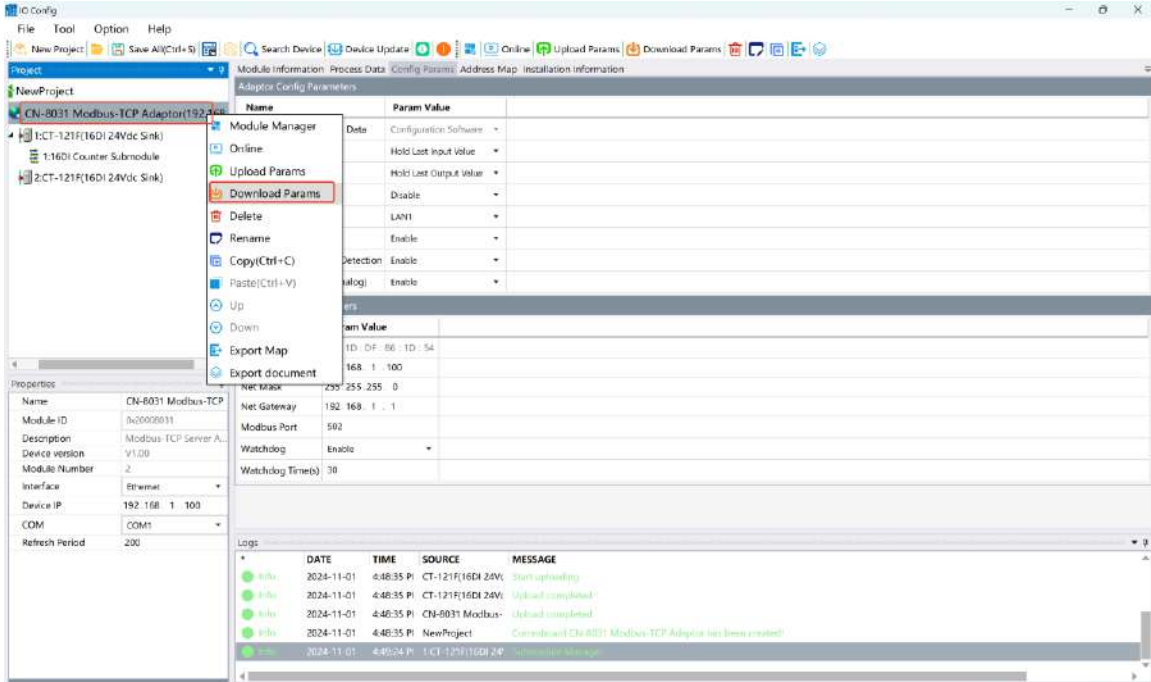 IO Config
File Tool Option Help
New Project Save All(Ctrl+S) Search Device Device Update Online Upload Params Download Params
Project
Module Information Process Data Config Params Address Map Installation Information
NewProject
Adaptor Config Parameters
CN-8031 Modbus-TCP Adaptor(192.168
Name Param Value
1:CT-121F(16DI 24Vdc Sink)
1:16DI Counter Submodule
2:CT-121F(16DI 24Vdc Sink)
Module Manager
Online
Upload Params
Download Params
Delete
Rename
Copy(Ctrl+C)
Paste(Ctrl+V)
Up
Down
Export Map
Export document
Data Configuration Software
Hold Last Input Value
Hold Last Output Value
Disable
LAN1
Enable
Detection Enable
Enable
ers
ram Value
1D : DF : 86 : 1D : 54
168 . 1 . 100
Net Mask 255 255 .255 . 0
Net Gateway 192 168 . 1 . 1
Modbus Port 502
Watchdog Enable
Watchdog Time(s) 30
Properties
Name CN-8031 Modbus-TCP
Module ID 0x20008031
Description Modbus-TCP Server A...
Device version V1.00
Module Number 2
Interface Ethernet
Device IP 192 168 1 100
COM COM1
Refresh Period 200
Logs
* DATE TIME SOURCE MESSAGE
Info 2024-11-01 4:48:35 P CT-121F(16DI 24V Start uploading
Info 2024-11-01 4:48:35 P CT-121F(16DI 24V Upload completed
Info 2024-11-01 4:48:35 P CN-8031 Modbus- Upload completed
Info 2024-11-01 4:48:35 P NewProject Currentboard CN-8031 Modbus-TCP Adaptor has been created!
Info 2024-11-01 4:49:24 P 1:CT-121F(16DI 24 Submodule Manager